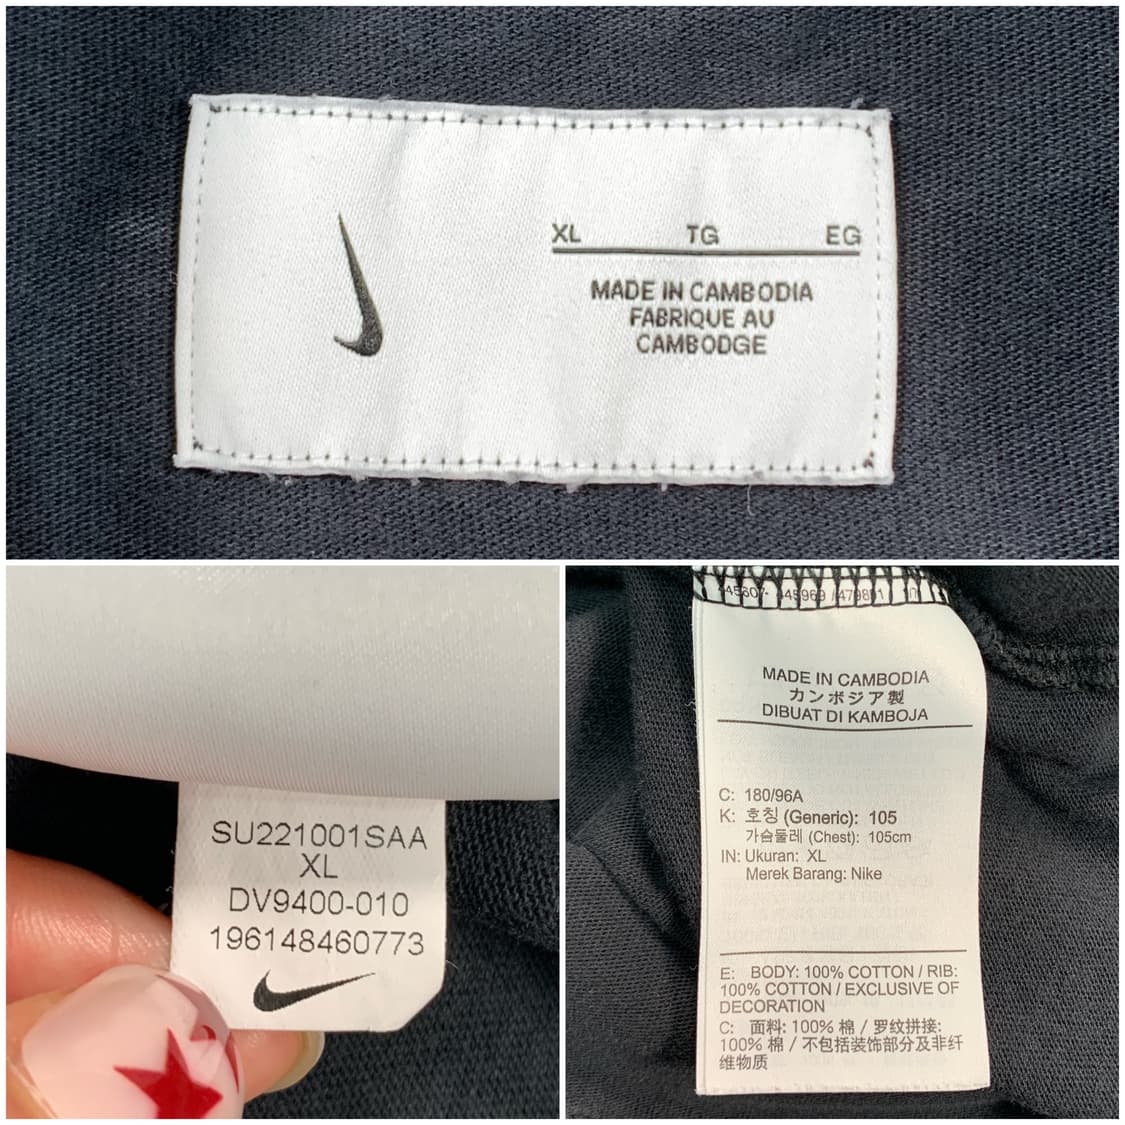 XL TG EG
MADE IN CAMBODIA
FABRIQUE AU
CAMBODGE
SU221001SAA
XL
DV9400-010
196148460773
MADE IN CAMBODIA
カンボジア製
DIBUAT DI KAMBOJA
C: 180/96A
K: 호칭 (Generic): 105
가슴둘레 (Chest): 105cm
IN: Ukuran: XL
Merek Barang: Nike
E: BODY: 100% COTTON / RIB:
100% COTTON / EXCLUSIVE OF
DECORATION
C: 面料: 100% 棉 / 罗纹拼接:
100% 棉 / 不包括装饰部分及非纤
维物质